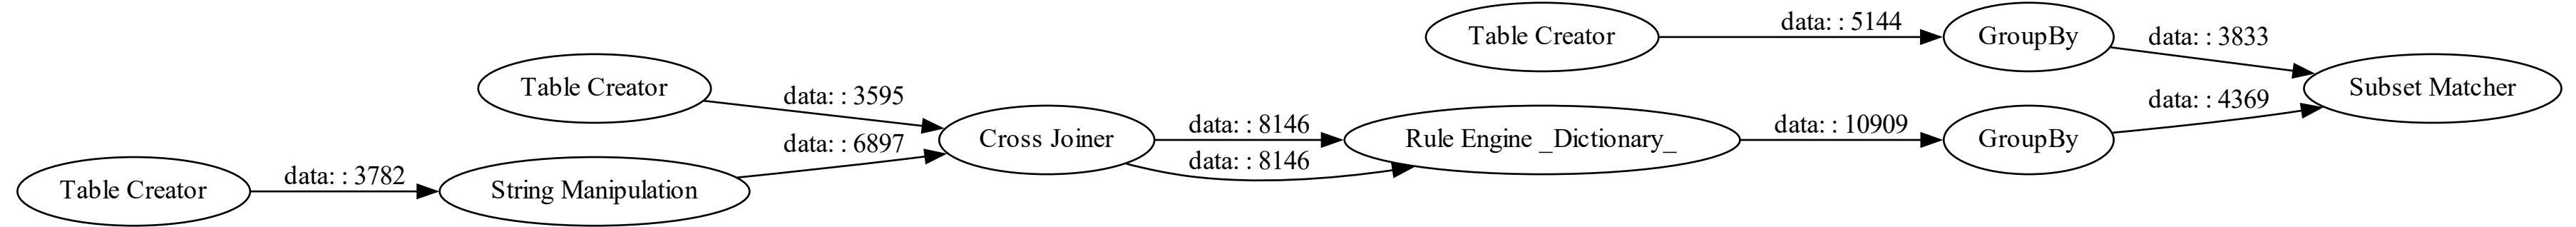 Table Creator
data: : 5144
GroupBy
data: : 3833
Table Creator
data: : 3595
Subset Matcher
data: : 6897
Cross Joiner
data: : 8146
data: : 8146
Rule Engine _Dictionary_
data: : 10909
GroupBy
data: : 4369
Table Creator
data: : 3782
String Manipulation